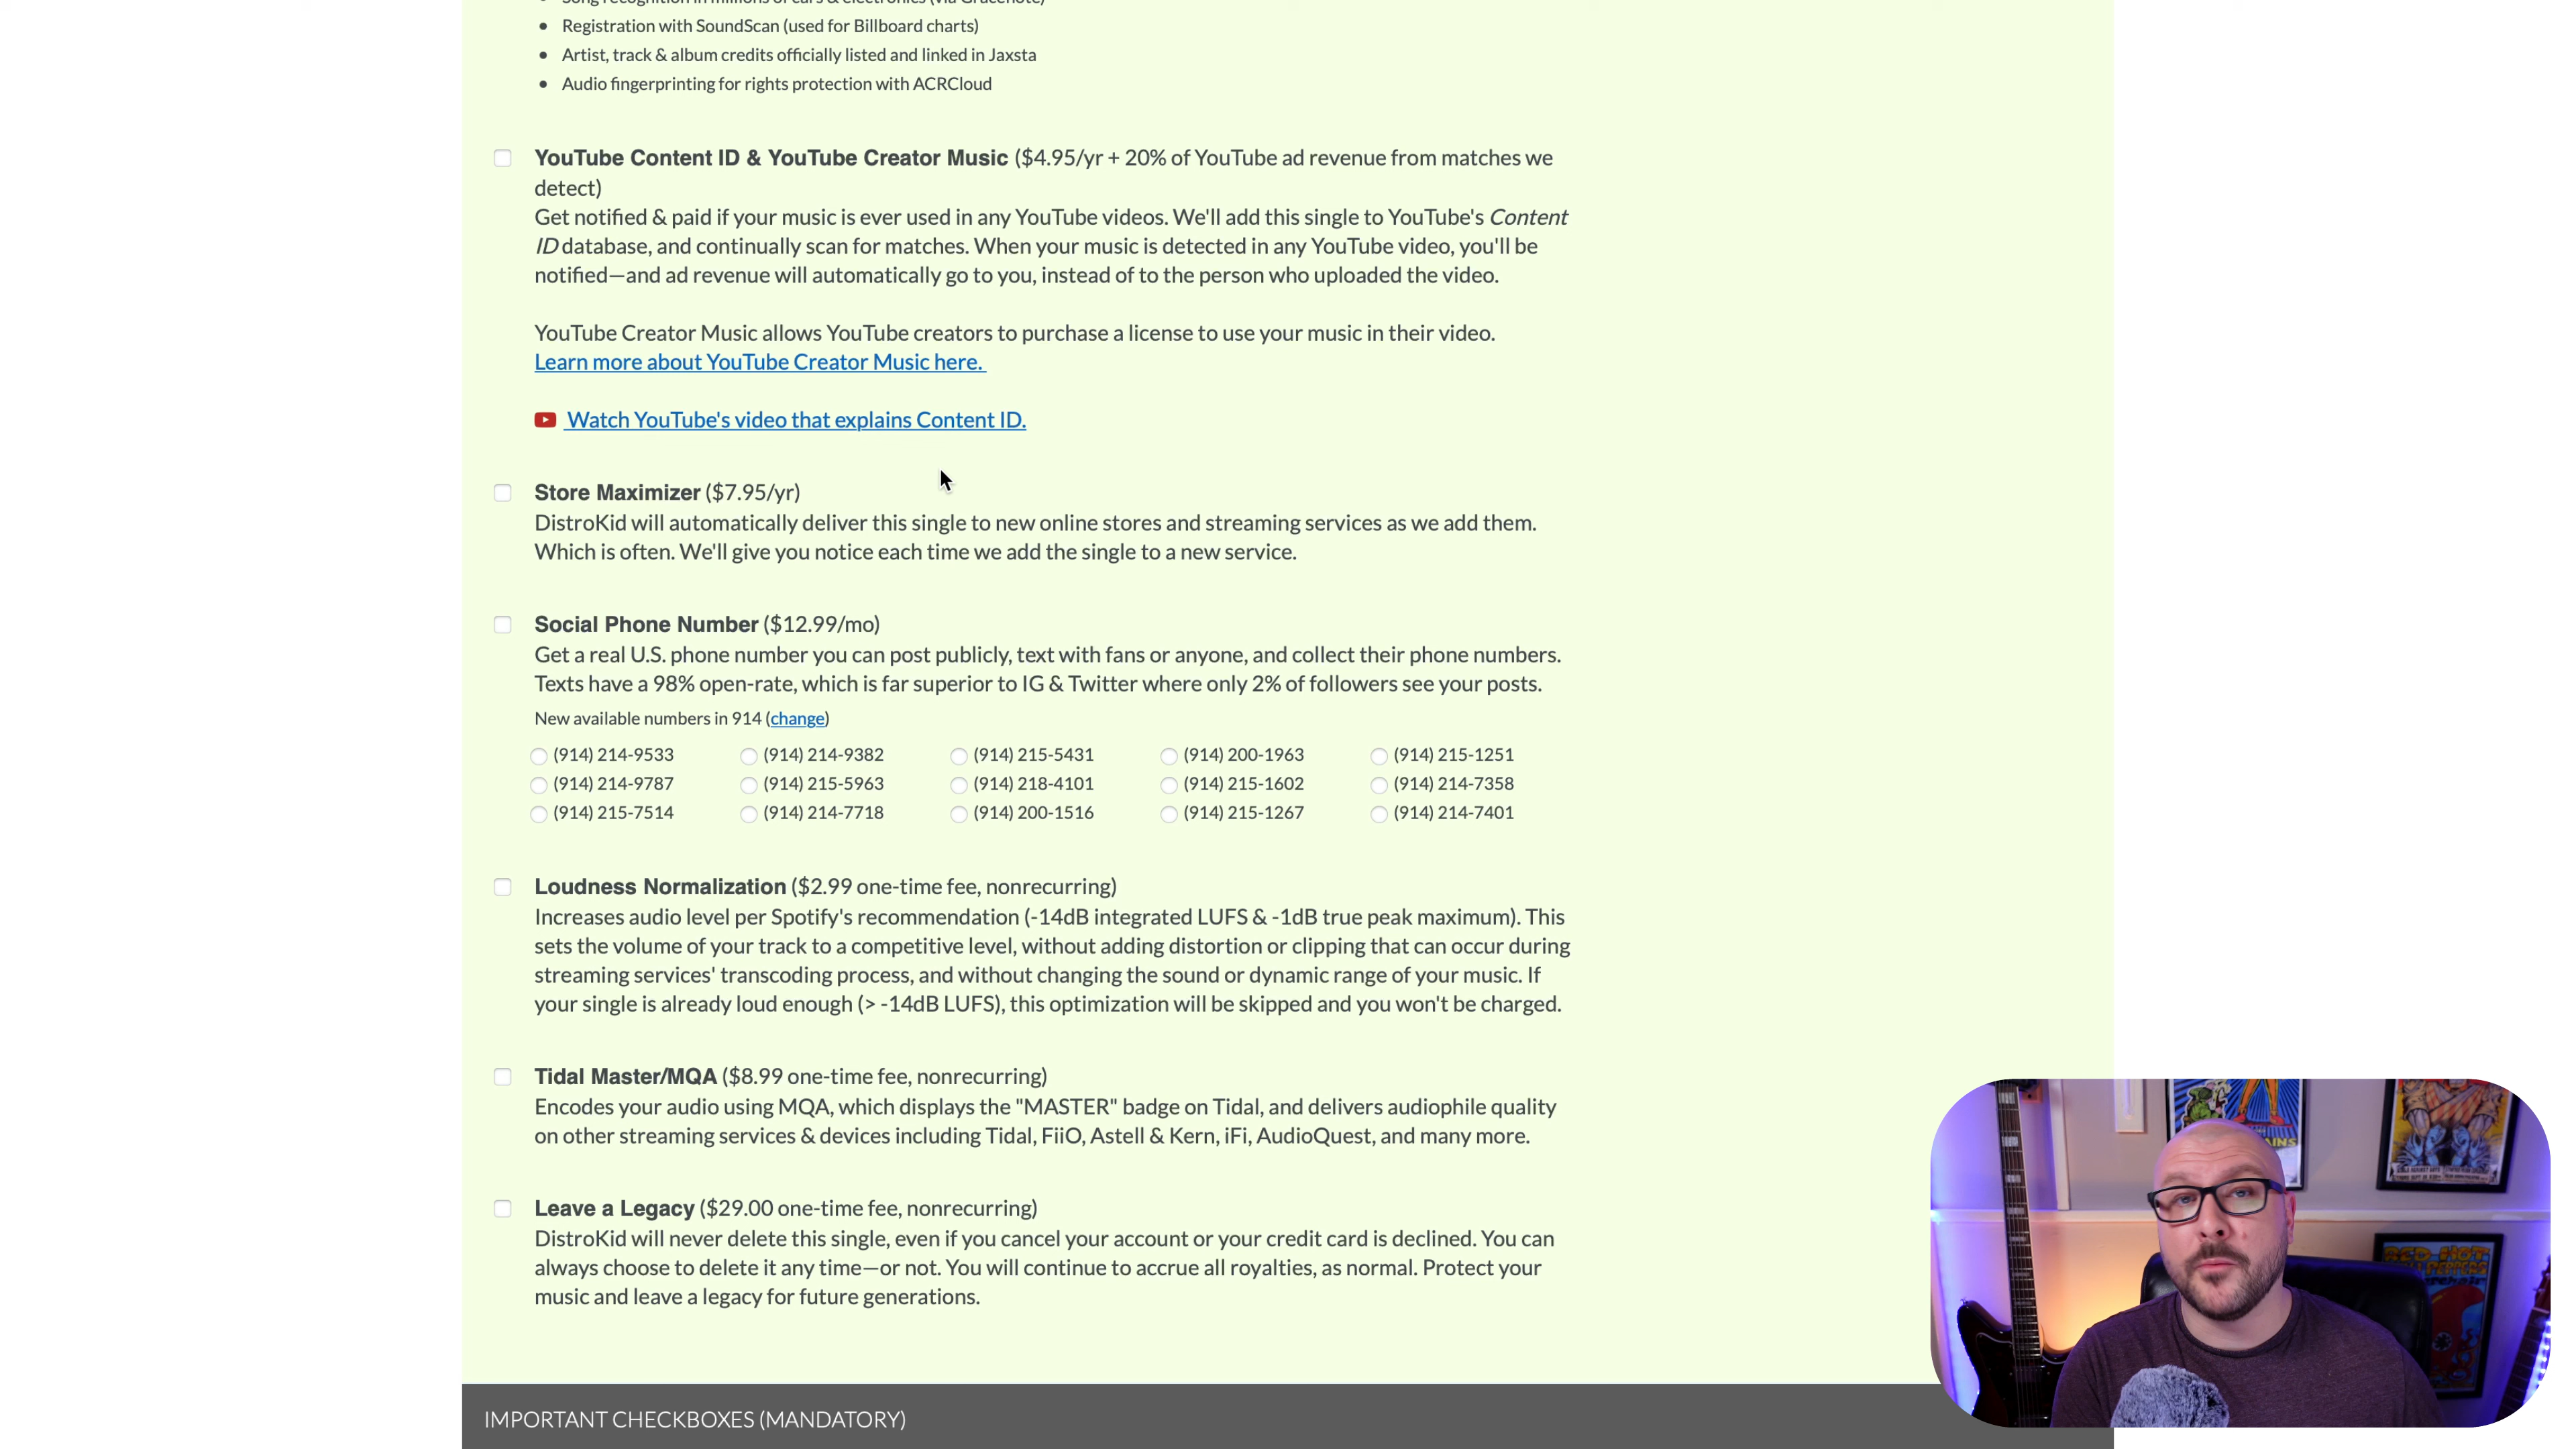 Song recognition in millions of cars & electronics (via Gracenote)
Registration with SoundScan (used for Billboard charts)
Artist, track & album credits officially listed and linked in Jaxsta
Audio fingerprinting for rights protection with ACRCloud
YouTube Content ID & YouTube Creator Music ($4.95/yr + 20% of YouTube ad revenue from matches we
detect)
Get notified & paid if your music is ever used in any YouTube videos. We'll add this single to YouTube's Content
ID database, and continually scan for matches. When your music is detected in any YouTube video, you'll be
notified—and ad revenue will automatically go to you, instead of to the person who uploaded the video.
YouTube Creator Music allows YouTube creators to purchase a license to use your music in their video.
Learn more about YouTube Creator Music here.
Watch YouTube's video that explains Content ID.
Store Maximizer ($7.95/yr)
DistroKid will automatically deliver this single to new online stores and streaming services as we add them.
Which is often. We'll give you notice each time we add the single to a new service.
Social Phone Number ($12.99/mo)
Get a real U.S. phone number you can post publicly, text with fans or anyone, and collect their phone numbers.
Texts have a 98% open-rate, which is far superior to IG & Twitter where only 2% of followers see your posts.
New available numbers in 914 (change)
(914) 214-9533 (914) 214-9382 (914) 215-5431 (914) 200-1963 (914) 215-1251
(914) 214-9787 (914) 215-5963 (914) 218-4101 (914) 215-1602 (914) 214-7358
(914) 215-7514 (914) 214-7718 (914) 200-1516 (914) 215-1267 (914) 214-7401
Loudness Normalization ($2.99 one-time fee, nonrecurring)
Increases audio level per Spotify's recommendation (-14dB integrated LUFS & -1dB true peak maximum). This
sets the volume of your track to a competitive level, without adding distortion or clipping that can occur during
streaming services' transcoding process, and without changing the sound or dynamic range of your music. If
your single is already loud enough (> -14dB LUFS), this optimization will be skipped and you won't be charged.
Tidal Master/MQA ($8.99 one-time fee, nonrecurring)
Encodes your audio using MQA, which displays the "MASTER" badge on Tidal, and delivers audiophile quality
on other streaming services & devices including Tidal, FiiO, Astell & Kern, iFi, AudioQuest, and many more.
Leave a Legacy ($29.00 one-time fee, nonrecurring)
DistroKid will never delete this single, even if you cancel your account or your credit card is declined. You can
always choose to delete it any time—or not. You will continue to accrue all royalties, as normal. Protect your
music and leave a legacy for future generations.
IMPORTANT CHECKBOXES (MANDATORY)
RED HOT